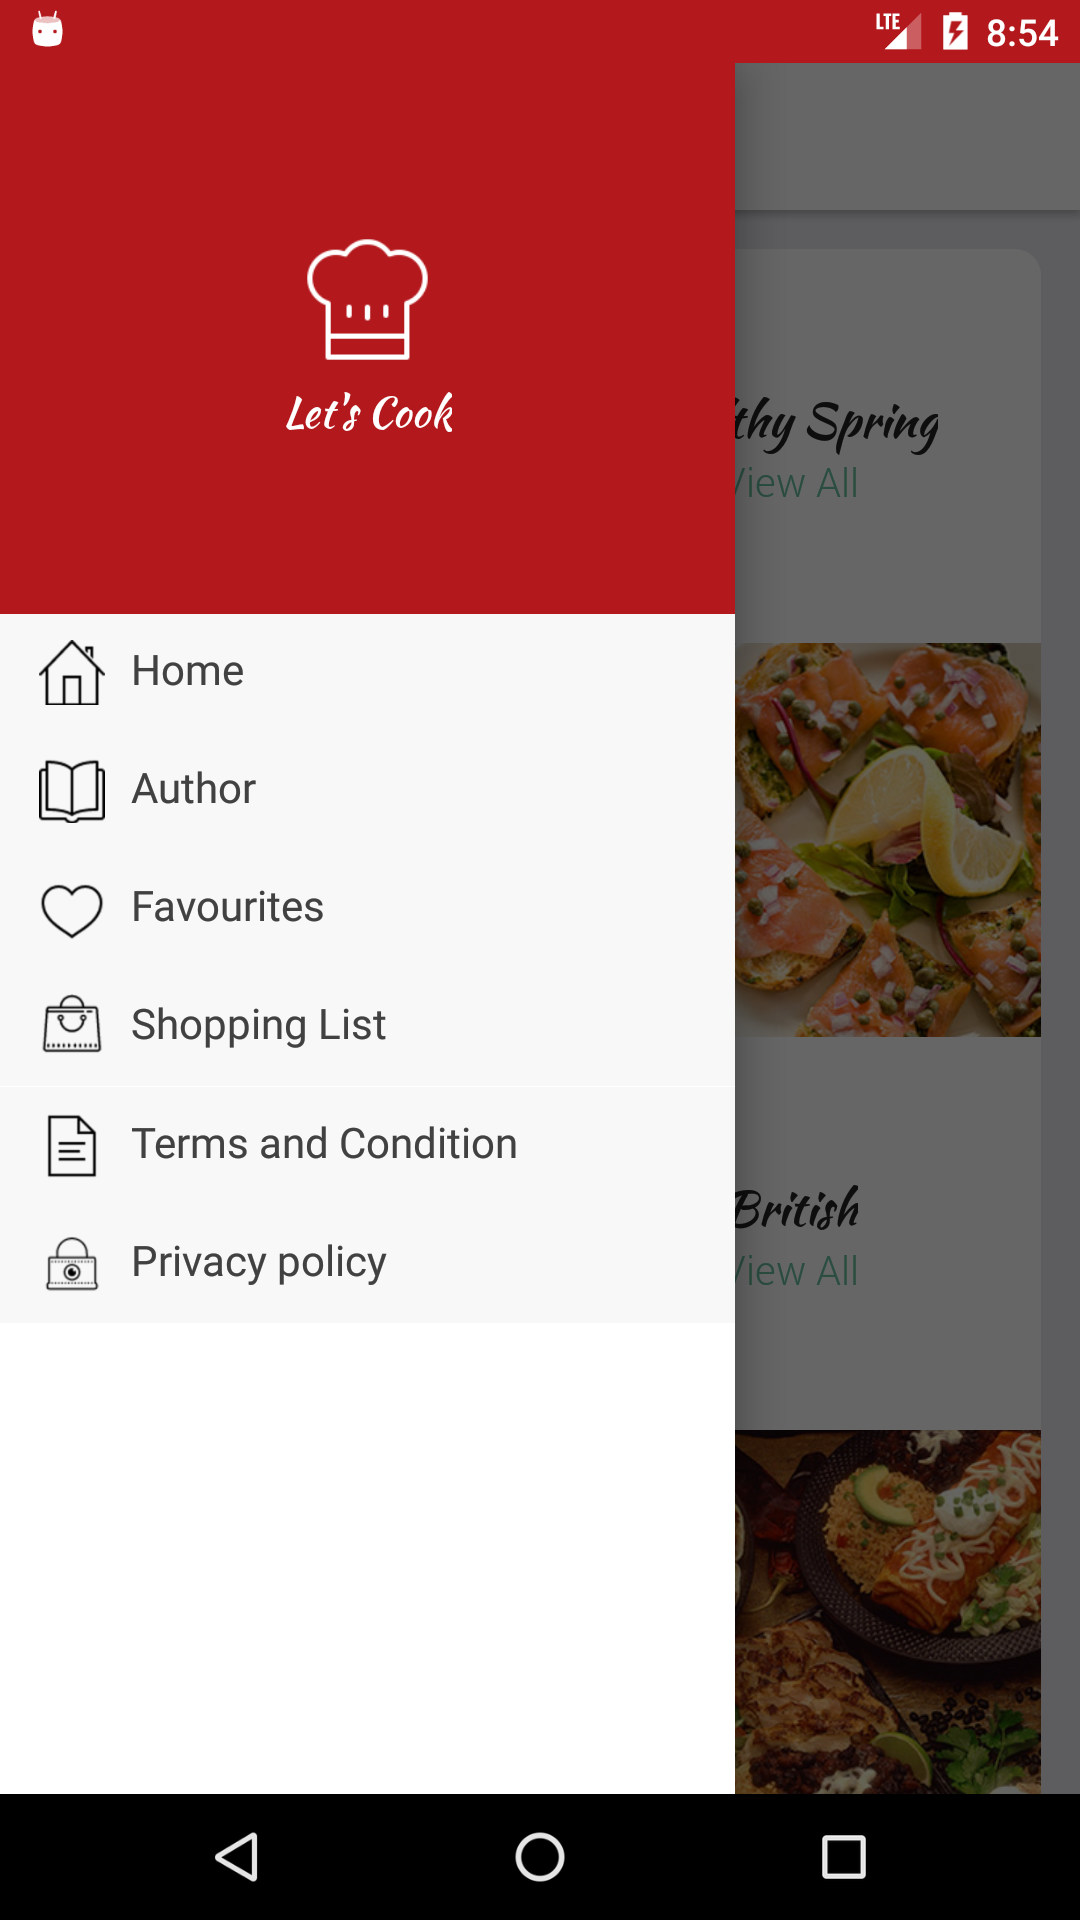 LTE 8:54
Let's Cook
thy Spring
View All
Home
Author
Favourites
Shopping List
Terms and Condition
British
View All
Privacy policy